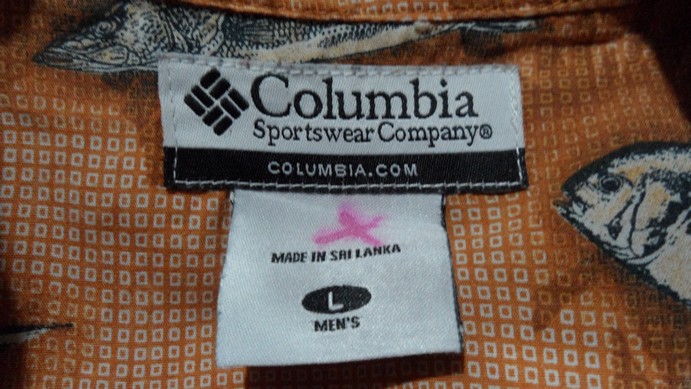 Columbia
Sportswear Company®
COLUMBIA.COM
MADE IN SRI LANKA
L
MEN'S